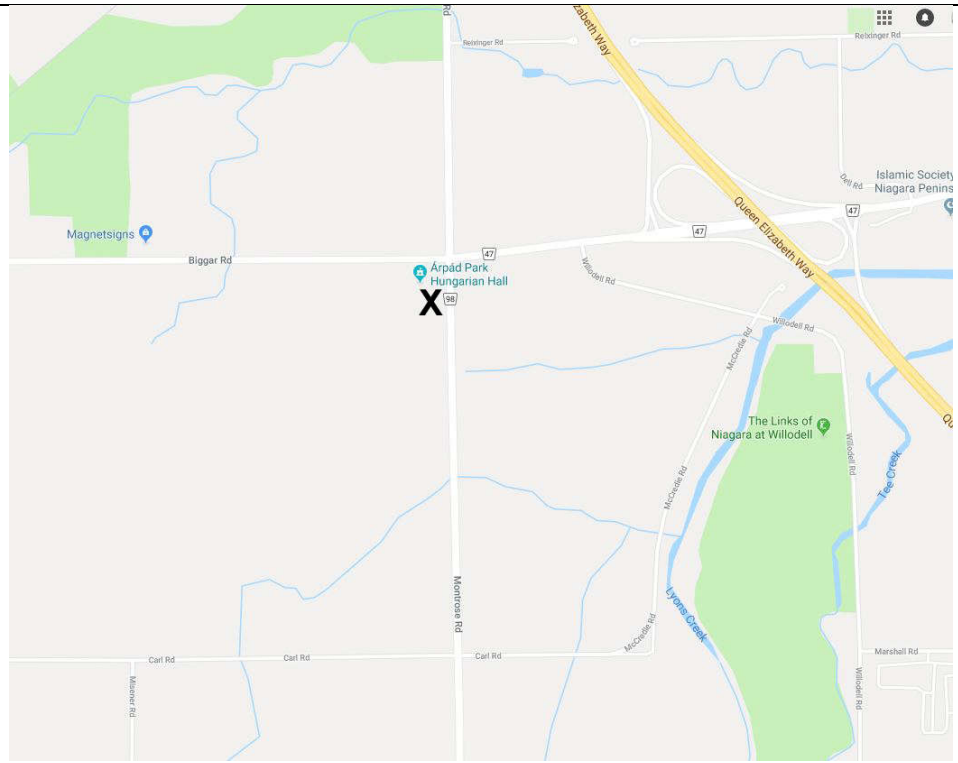 Rd
Reixinger Rd
Reixinger Rd
zabeth Way
Islamic Society
Niagara Penins
Dell Rd
47
Queen Elizabeth Way
47
Magnetsigns
47
Biggar Rd
Árpád Park
Hungarian Hall
Willodell Rd
X
98
Willodell Rd
McCredie Rd
The Links of
Niagara at Willodell
Qu
Willodell Rd
Tee Creek
McCredie Rd
Montrose Rd
Lyons Creek
McCredie Rd
Carl Rd
Carl Rd
Carl Rd
Marshall Rd
Misener Rd
Willodell Rd